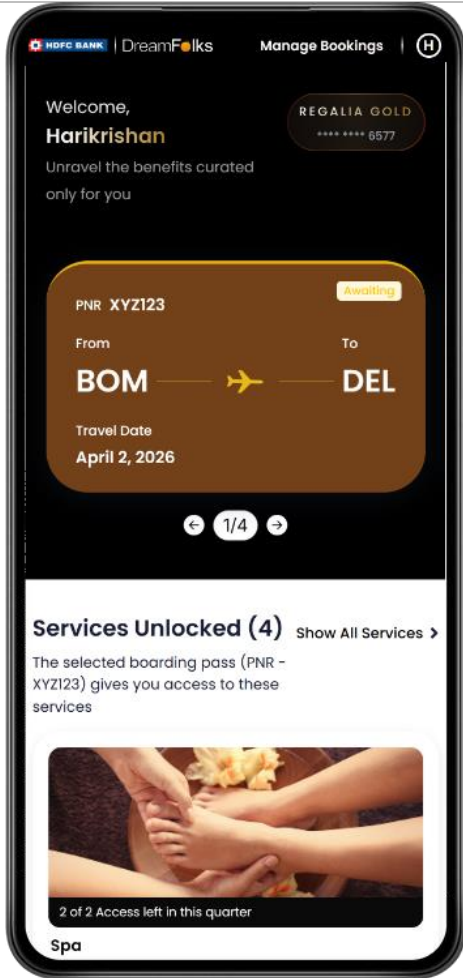 HDFC BANK | DreamFolks Manage Bookings | H
Welcome,
Harikrishan
Unravel the benefits curated
only for you
REGALIA GOLD
**** **** 6577
Awaiting
PNR XYZ123
From To
BOM DEL
Travel Date
April 2, 2026
1/4
Services Unlocked (4) Show All Services
The selected boarding pass (PNR -
XYZ123) gives you access to these
services
2 of 2 Access left in this quarter
Spa